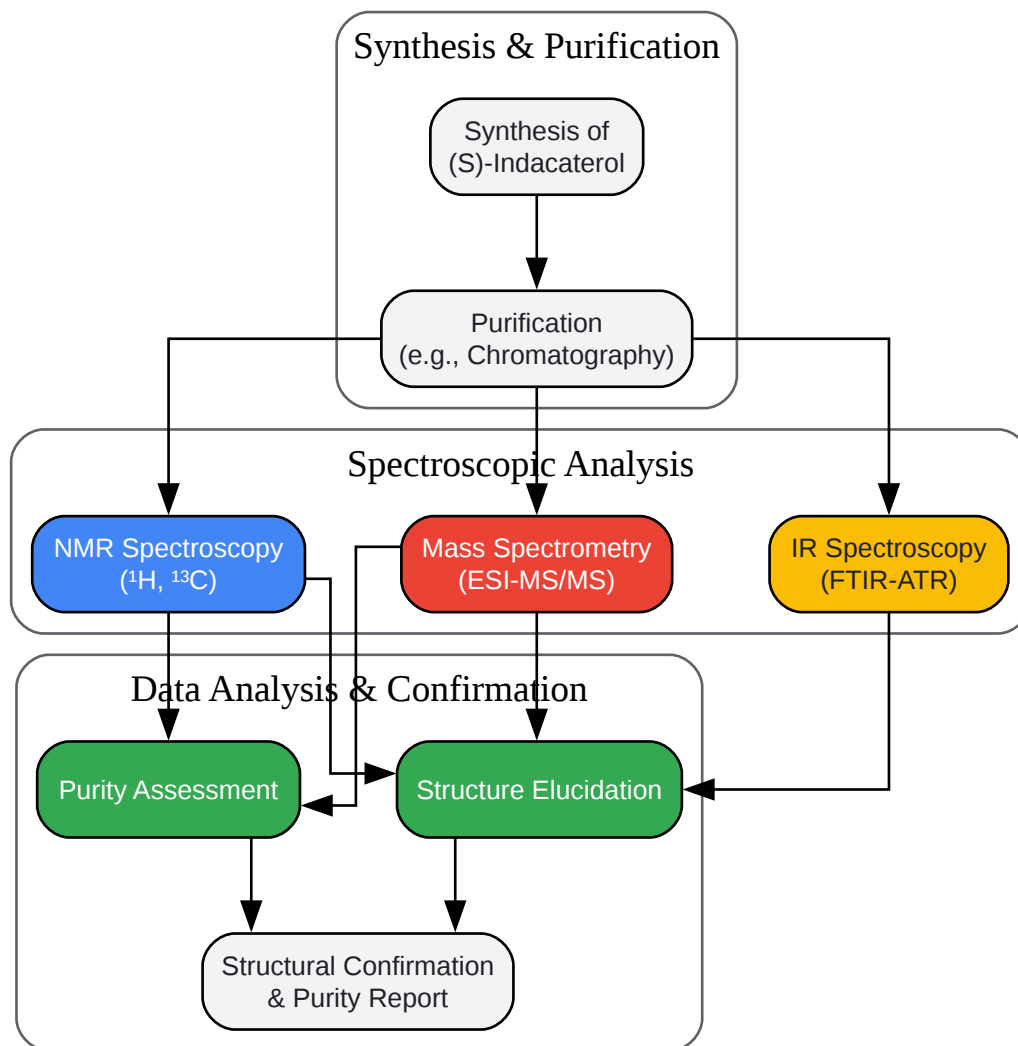 Synthesis & Purification
Synthesis of
(S)-Indacaterol
Purification
(e.g., Chromatography)
Spectroscopic Analysis
NMR Spectroscopy
(¹H, ¹³C)
Mass Spectrometry
(ESI-MS/MS)
IR Spectroscopy
(FTIR-ATR)
Data Analysis & Confirmation
Purity Assessment
Structure Elucidation
Structural Confirmation
& Purity Report